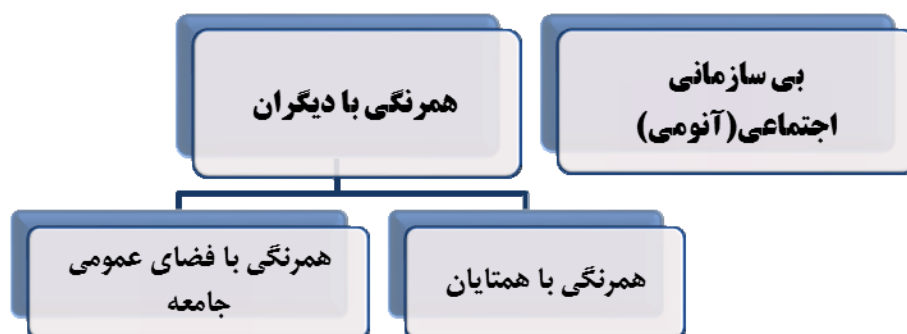 بی سازمانی
اجتماعی(آنومی)
همرنگی با دیگران
همرنگی با همتایان
همرنگی با فضای عمومی
جامعه